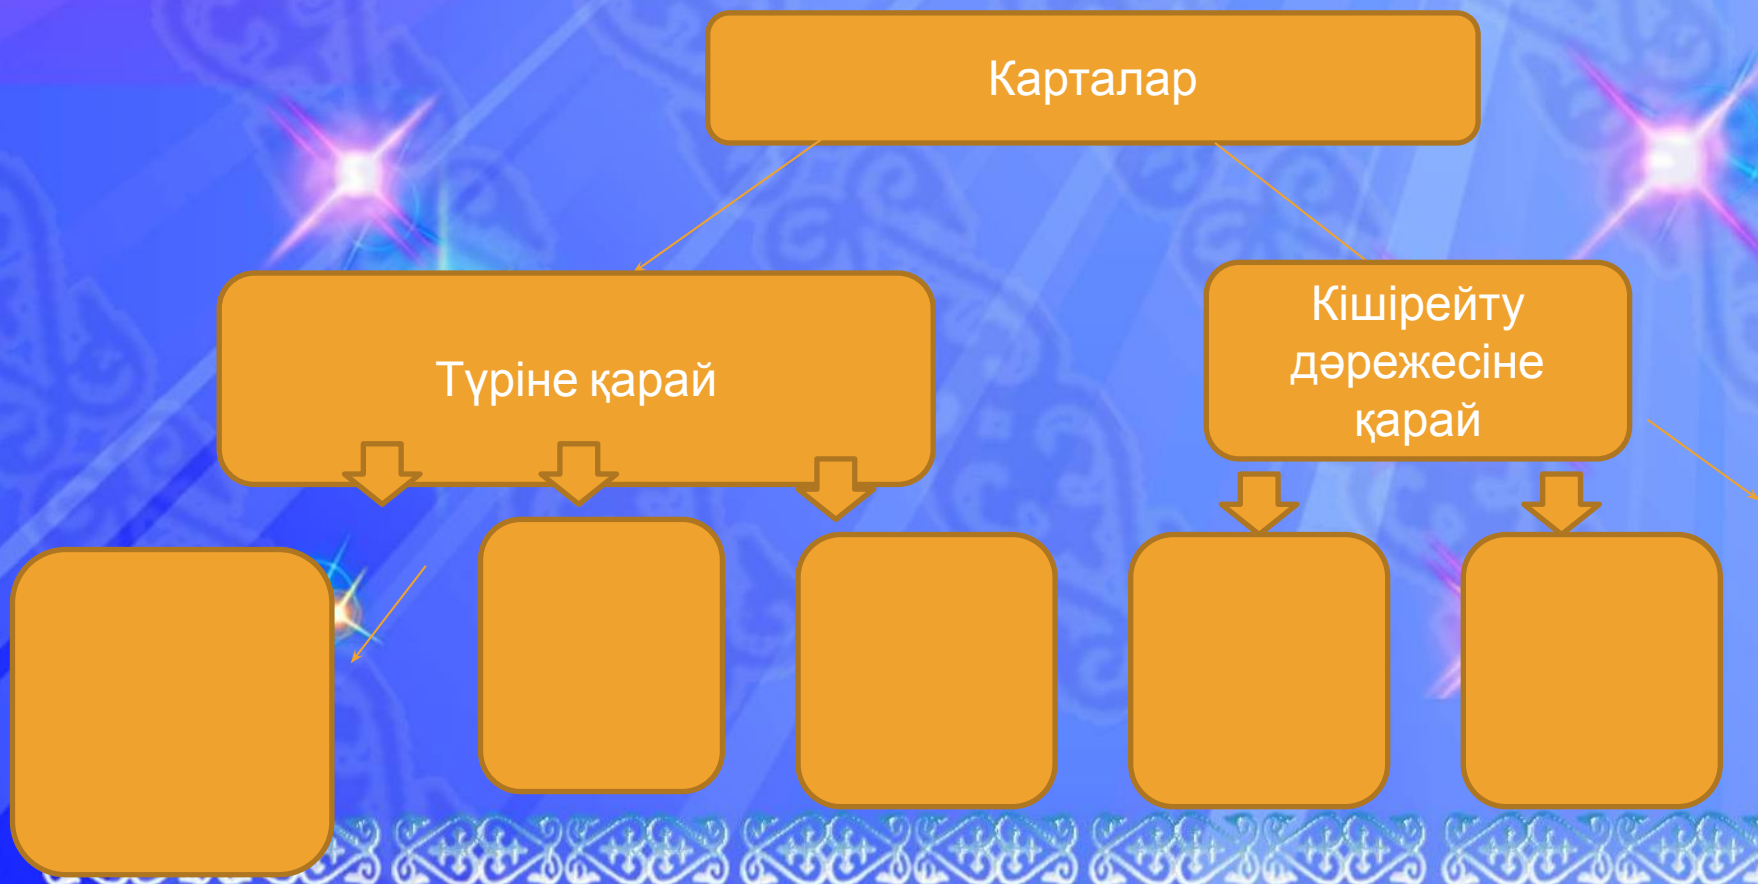 Карталар
Түріне қарай
Кішірейту
дәрежесіне
қарай